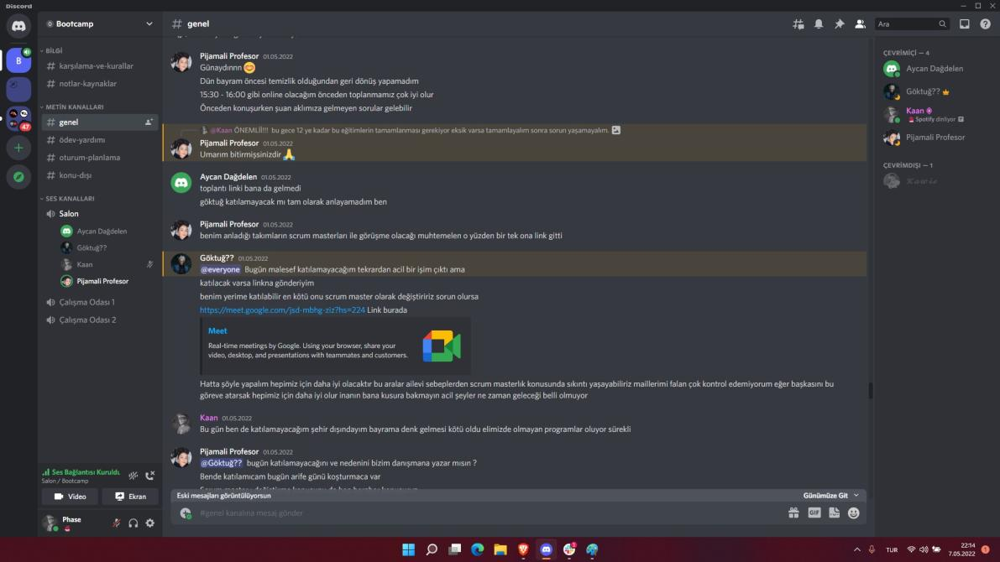 Discord
Bootcamp
BİLGİ
karşılama-ve-kurallar
notlar-kaynaklar
METİN KANALLARI
genel
ödev-yardımı
oturum-planlama
konu-dışı
SES KANALLARI
Salon
Aycan Dağdelen
Göktuğ??
Kaan
Pijamali Profesor
Çalışma Odası 1
Çalışma Odası 2
Ses Bağlantısı Kuruldu
Salon / Bootcamp
Video
Ekran
Phase
B
47
genel
Ara
Pijamali Profesor 01.05.2022
Günaydınnn
Dün bayram öncesi temizlik olduğundan geri dönüş yapamadım
15:30 - 16:00 gibi online olacağım önceden toplanmamız çok iyi olur
Önceden konuşurken şuan aklımıza gelmeyen sorular gelebilir
@Kaan ÖNEMLİİ!!! bu gece 12 ye kadar bu eğitimlerin tamamlanması gerekiyor eksik varsa tamamlayalım sonra sorun yaşamayalım.
Pijamali Profesor 01.05.2022
Umarım bitirmişsinizdir
Aycan Dağdelen 01.05.2022
toplantı linki bana da gelmedi
göktuğ katılamayacak mı tam olarak anlayamadım ben
Pijamali Profesor 01.05.2022
benim anladığı takımların scrum masterları ile görüşme olacağı muhtemelen o yüzden bir tek ona link gitti
Göktuğ?? 01.05.2022
@everyone Bugün malesef katılamayacağım tekrardan acil bir işim çıktı ama
katılacak varsa linkna gönderiyim
benim yerime katılabilir en kötü onu scrum master olarak değiştiririz sorun olursa
https://meet.google.com/jsd-mbhg-ziz?hs=224 Link burada
Meet
Real-time meetings by Google. Using your browser, share your
video, desktop, and presentations with teammates and customers.
Hatta şöyle yapalım hepimiz için daha iyi olacaktır bu aralar ailevi sebeplerden scrum masterlık konusunda sıkıntı yaşayabiliriz maillerimi falan çok kontrol edemiyorum eğer başkasını bu
göreve atarsak hepimiz için daha iyi olur inanın bana kusura bakmayın acil şeyler ne zaman geleceği belli olmuyor
Kaan 01.05.2022
Bu gün ben de katılamayacağım şehir dışındayım bayrama denk gelmesi kötü oldu elimizde olmayan programlar oluyor sürekli
Pijamali Profesor 01.05.2022
@Göktuğ?? bugün katılamayacağını ve nedenini bizim danışmana yazar mısın ?
Bende katılamıcam bugün arife günü koşturmaca var
Eski mesajları görüntülüyorsun
Günümüze Git
#genel kanalına mesaj gönder
GIF
ÇEVRİMİÇİ — 4
Aycan Dağdelen
Göktuğ??
Kaan
Spotify dinliyor
Pijamali Profesor
ÇEVRİMDIŞI — 1
𝓚𝓪𝔀𝓲𝓮
TUR
22:14
7.05.2022
1